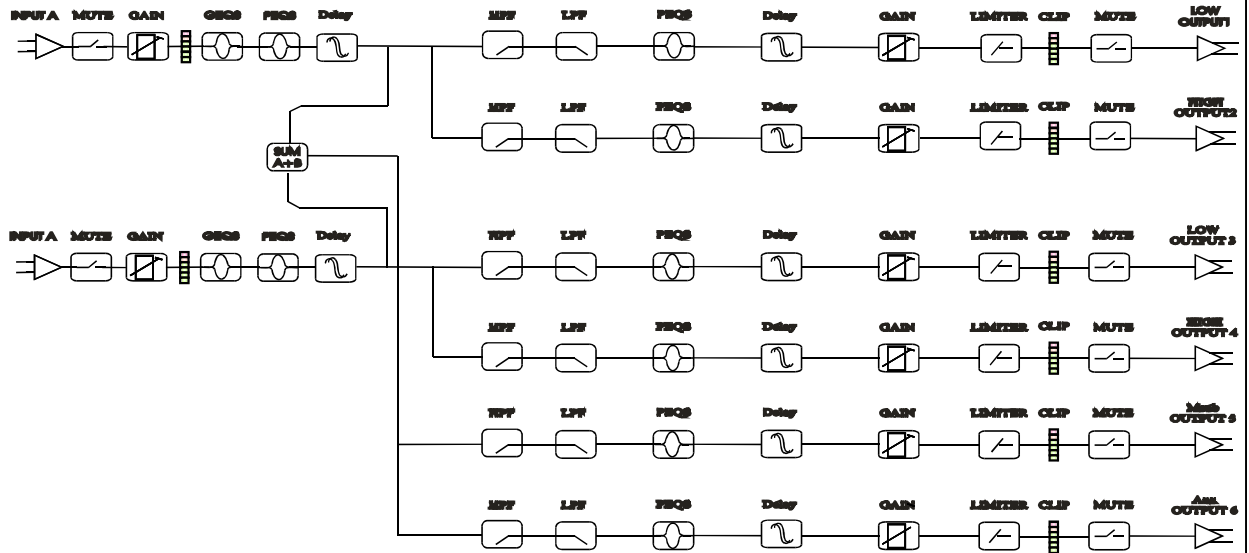 INPUT A MUTE GAIN GEQS PEQS Delay HPF LPF PEQS Delay GAIN LIMITER CLIP MUTE LOW
OUTPUT1
HPF LPF PEQS Delay GAIN LIMITER CLIP MUTE HIGH
OUTPUT2
SUM
A+B
INPUT A MUTE GAIN GEQS PEQS Delay HPF LPF PEQS Delay GAIN LIMITER CLIP MUTE LOW
OUTPUT 3
HPF LPF PEQS Delay GAIN LIMITER CLIP MUTE HIGH
OUTPUT 4
HPF LPF PEQS Delay GAIN LIMITER CLIP MUTE
OUTPUT 5
HPF LPF PEQS Delay GAIN LIMITER CLIP MUTE Aux
OUTPUT 6